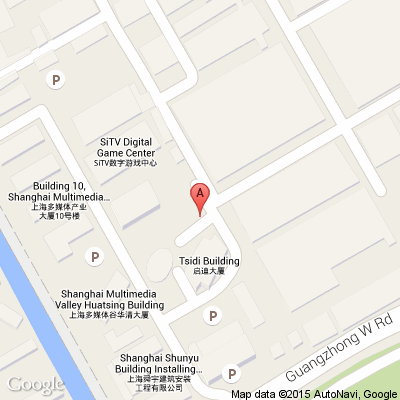 P
SiTV Digital
Game Center
SiTV数字游戏中心
A
Building 10,
Shanghai Multimedia...
上海多媒体产业
大厦10号楼
P
Tsidi Building
启迪大厦
Shanghai Multimedia
Valley Huatsing Building
上海多媒体谷华清大厦
P
Guangzhong W Rd
Shanghai Shunyu
Building Installing...
上海舜宇建筑安装
工程有限公司
P
Google
Map data ©2015 AutoNavi, Google